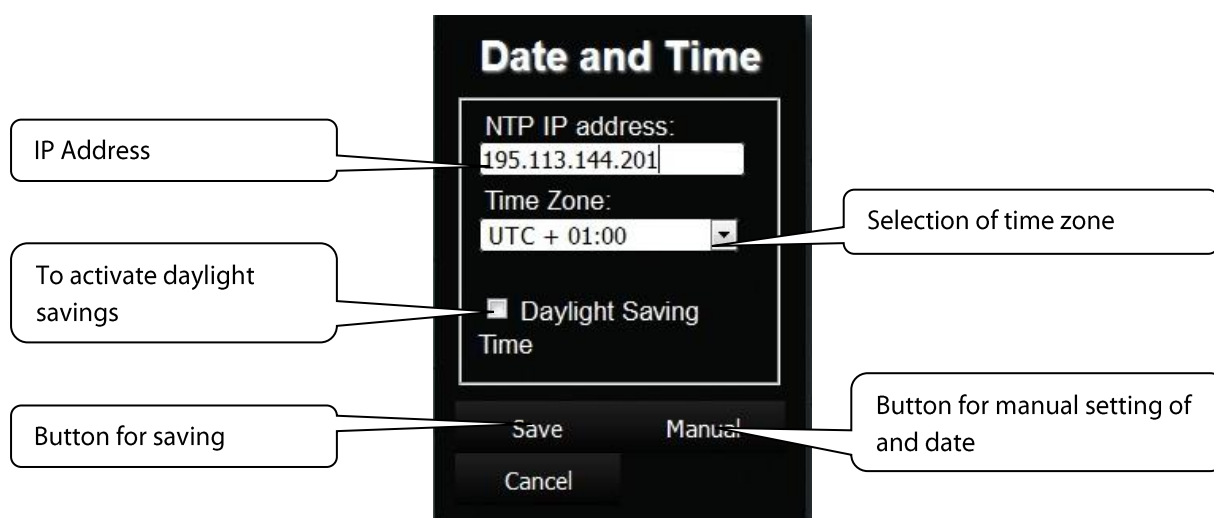 Date and Time
NTP IP address:
195.113.144.201
Time Zone:
UTC + 01:00
Daylight Saving
Time
Save
Manual
Cancel
IP Address
To activate daylight
savings
Button for saving
Selection of time zone
Button for manual setting of
and date